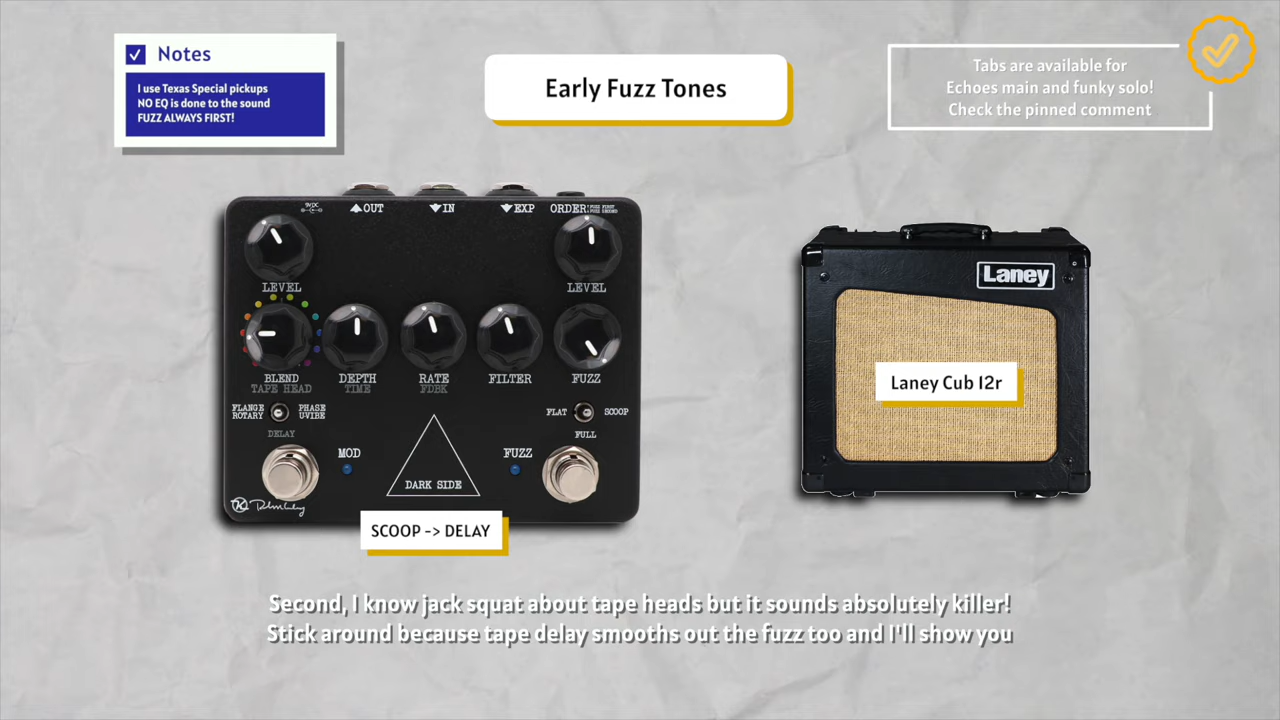 Notes
I use Texas Special pickups
NO EQ is done to the sound
FUZZ ALWAYS FIRST!
Early Fuzz Tones
Tabs are available for
Echoes main and funky solo!
Check the pinned comment
9VDC
OUT
IN
EXP
ORDER
FUZZ FIRST
LEVEL
LEVEL
BLEND
TAPE HEAD
DEPTH
TIME
RATE
FDBK
FILTER
FUZZ
FLANGE
ROTARY
PHASE
UVIBE
DELAY
FLAT
SCOOP
FULL
MOD
FUZZ
DARK SIDE
Laney
Laney Cub 12r
SCOOP -> DELAY
Second, I know jack squat about tape heads but it sounds absolutely killer!
Stick around because tape delay smooths out the fuzz too and I'll show you